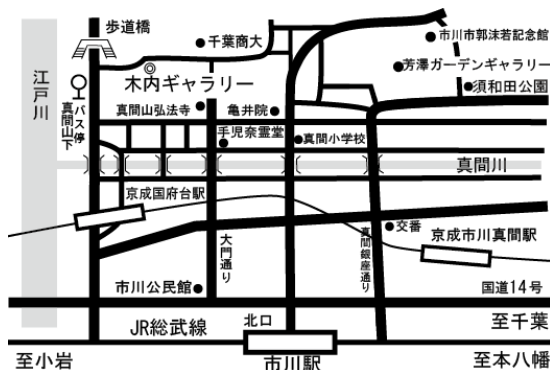 歩道橋
千葉商大
市川市郭沫若記念館
芳澤ガーデンギャラリー
須和田公園
江戸川
バス停
真間山下
木内ギャラリー
真間山弘法寺
亀井院
手児奈霊堂
真間小学校
真間川
京成国府台駅
大門通り
真間銀座通り
交番
京成市川真間駅
市川公民館
国道14号
JR総武線
北口
至千葉
至小岩
市川駅
至本八幡